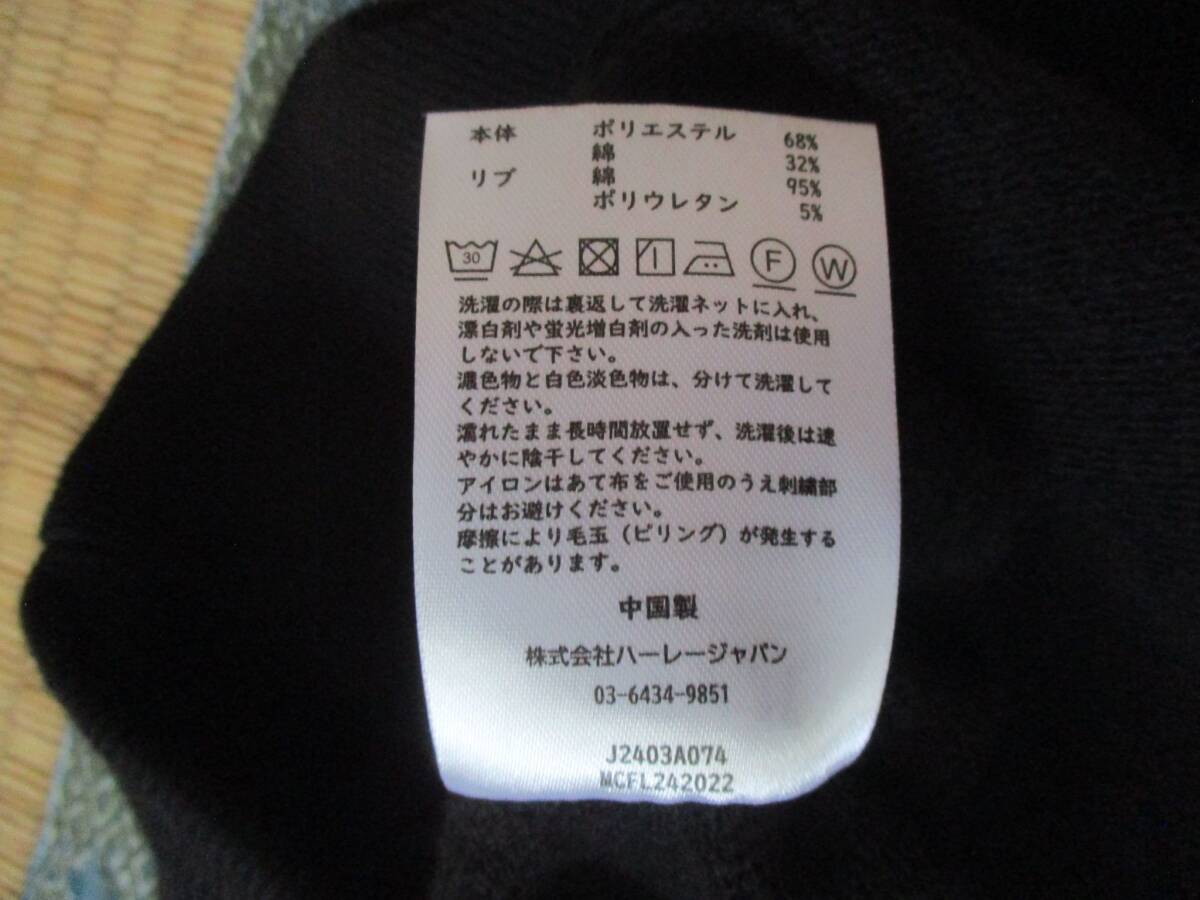 本体 ポリエステル 68%
綿 32%
リブ 綿 95%
ポリウレタン 5%
30 F W
洗濯の際は裏返して洗濯ネットに入れ、
漂白剤や蛍光増白剤の入った洗剤は使用
しないで下さい。
濃色物と白色淡色物は、分けて洗濯して
ください。
濡れたまま長時間放置せず、洗濯後は速
やかに陰干してください。
アイロンはあて布をご使用のうえ刺繍部
分はお避けください。
摩擦により毛玉（ピリング）が発生する
ことがあります。
中国製
株式会社ハーレージャパン
03-6434-9851
J2403A074
MCFL242022